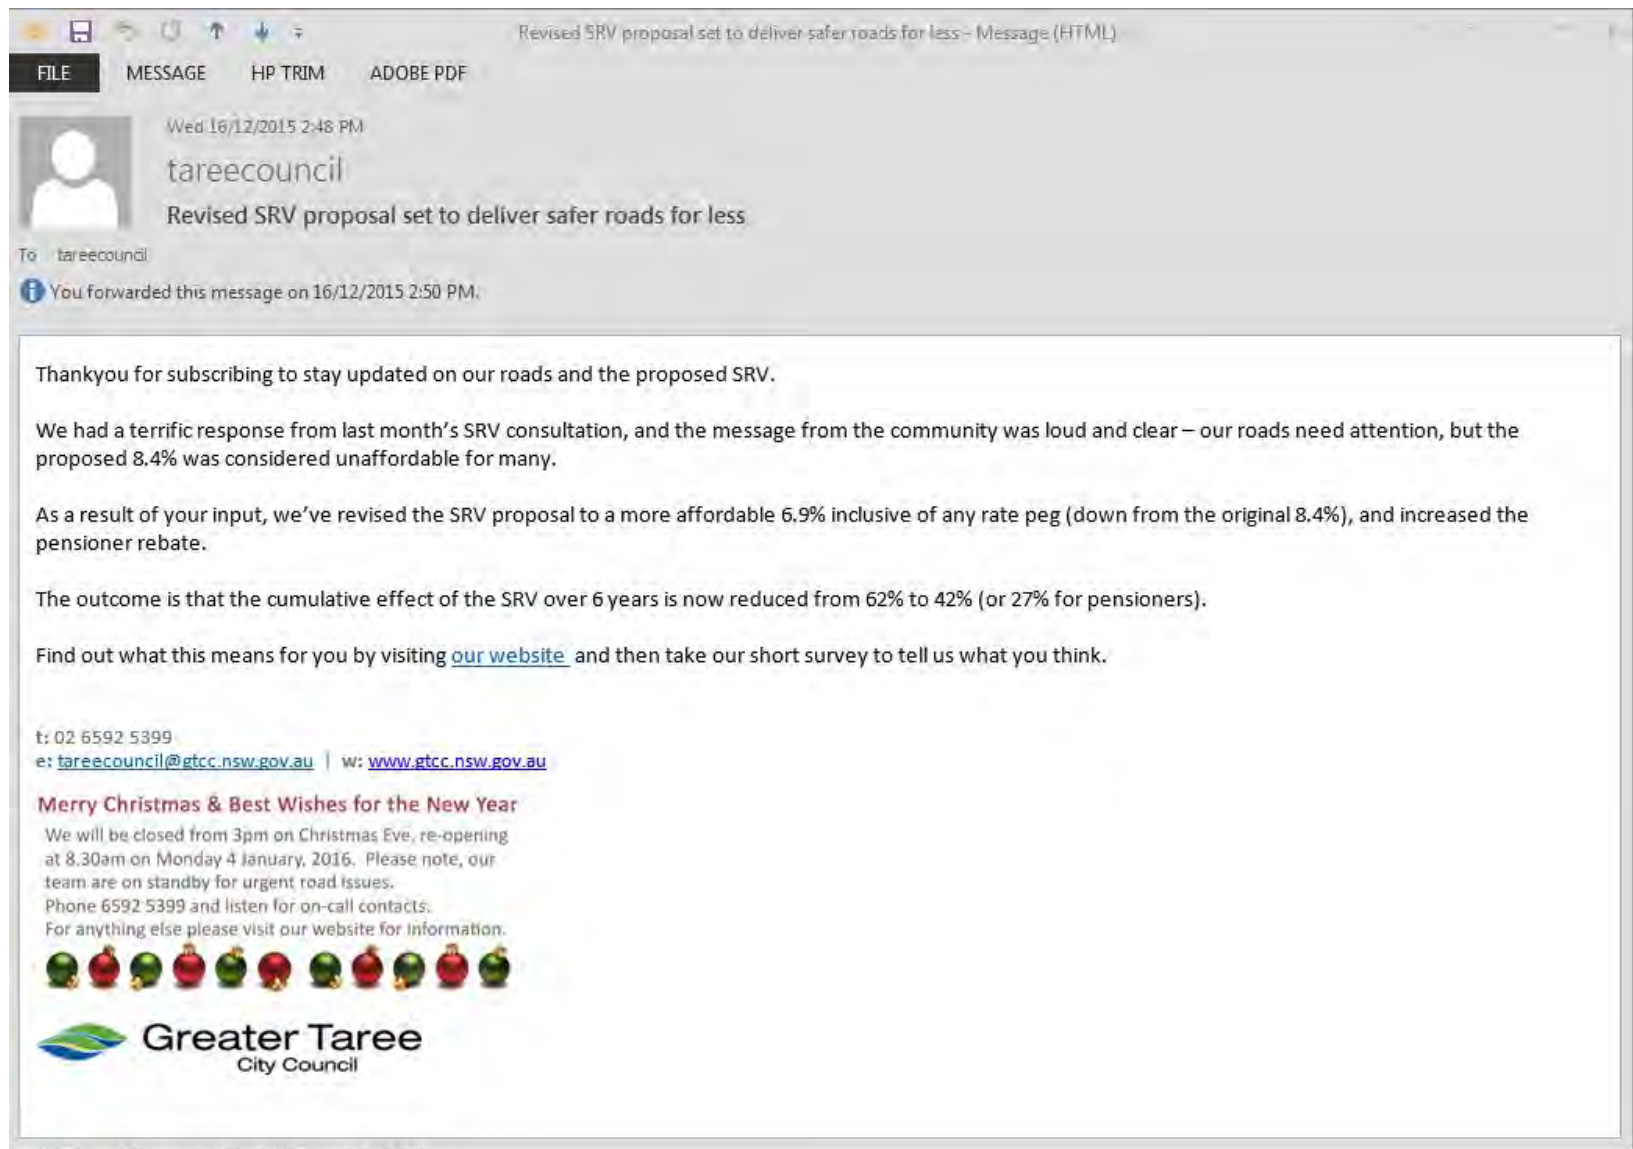 Revised SRV proposal set to deliver safer roads for less - Message (HTML)
FILE MESSAGE HP TRIM ADOBE PDF
Wed 16/12/2015 2:48 PM
tareecouncil
Revised SRV proposal set to deliver safer roads for less
To tareecouncil
You forwarded this message on 16/12/2015 2:50 PM.
Thankyou for subscribing to stay updated on our roads and the proposed SRV.
We had a terrific response from last month's SRV consultation, and the message from the community was loud and clear – our roads need attention, but the
proposed 8.4% was considered unaffordable for many.
As a result of your input, we've revised the SRV proposal to a more affordable 6.9% inclusive of any rate peg (down from the original 8.4%), and increased the
pensioner rebate.
The outcome is that the cumulative effect of the SRV over 6 years is now reduced from 62% to 42% (or 27% for pensioners).
Find out what this means for you by visiting our website and then take our short survey to tell us what you think.
t: 02 6592 5399
e: tareecouncil@gtcc.nsw.gov.au | w: www.gtcc.nsw.gov.au
Merry Christmas & Best Wishes for the New Year
We will be closed from 3pm on Christmas Eve, re-opening
at 8.30am on Monday 4 January, 2016. Please note, our
team are on standby for urgent road issues.
Phone 6592 5399 and listen for on-call contacts.
For anything else please visit our website for information.
Greater Taree
City Council